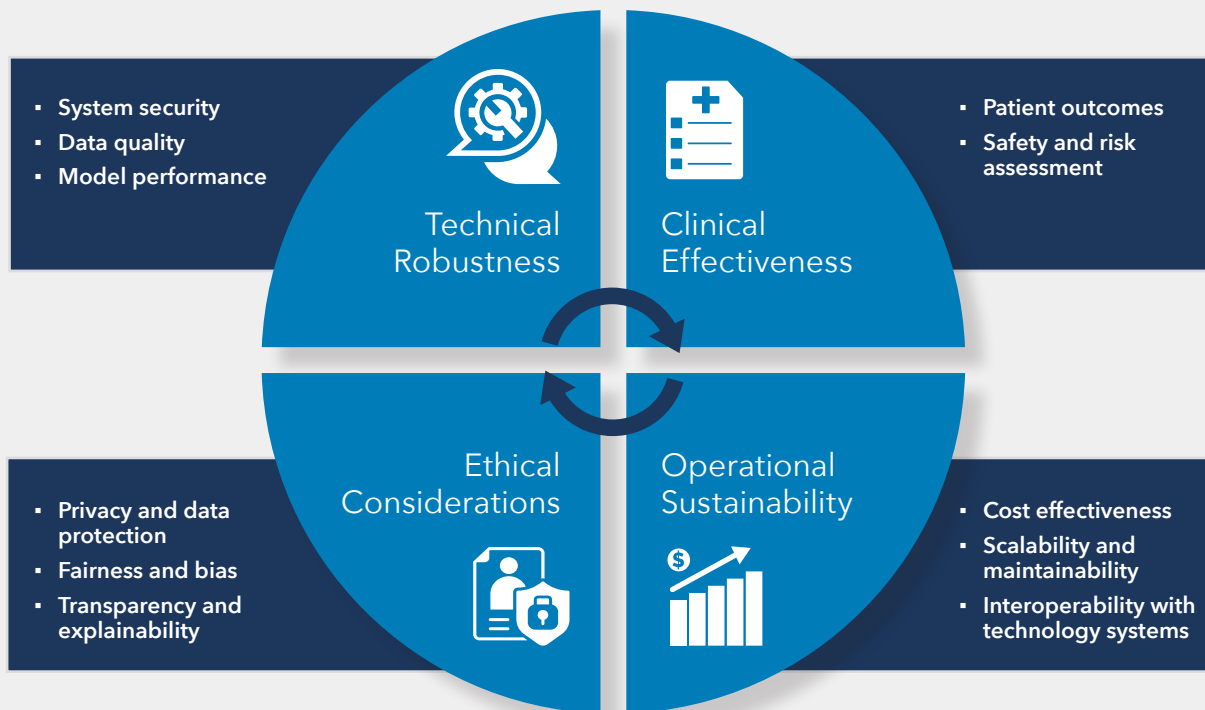 ▪ System security
▪ Data quality
▪ Model performance
Technical
Robustness
Clinical
Effectiveness
▪ Patient outcomes
▪ Safety and risk
assessment
▪ Privacy and data
protection
▪ Fairness and bias
▪ Transparency and
explainability
Ethical
Considerations
Operational
Sustainability
$
▪ Cost effectiveness
▪ Scalability and
maintainability
▪ Interoperability with
technology systems